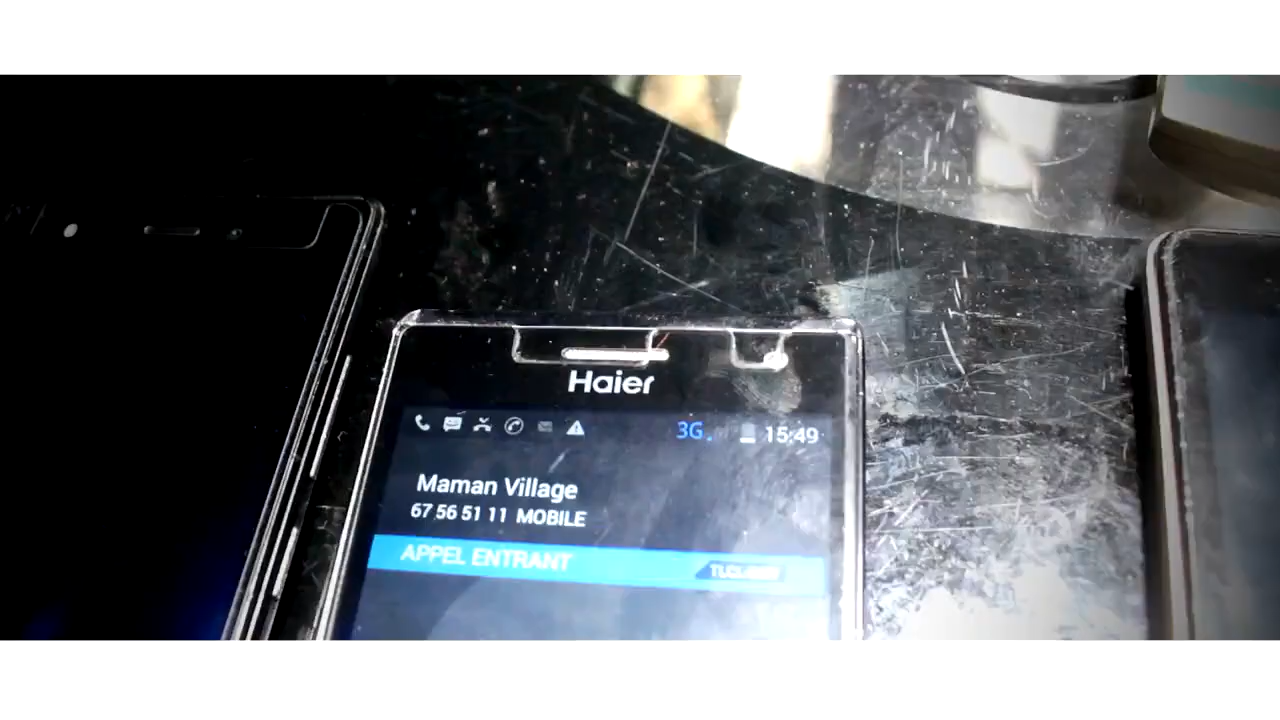 Haier
3G 15:49
Maman Village
67 56 51 11 MOBILE
APPEL ENTRANT